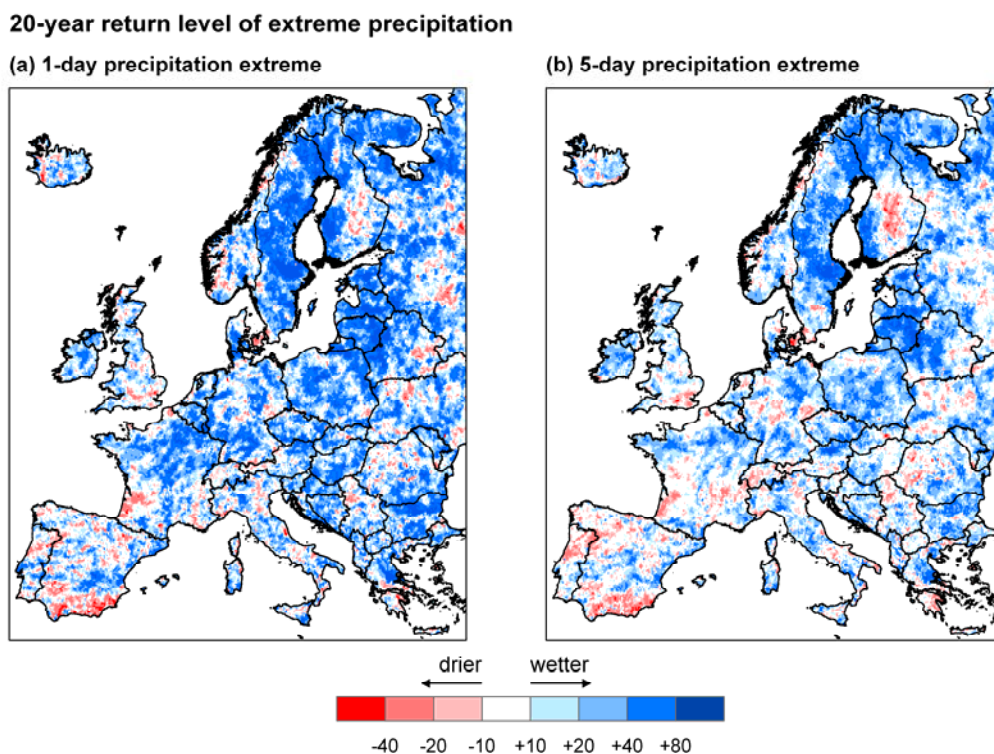 20-year return level of extreme precipitation
(a) 1-day precipitation extreme
(b) 5-day precipitation extreme
drier wetter
-40 -20 -10 +10 +20 +40 +80